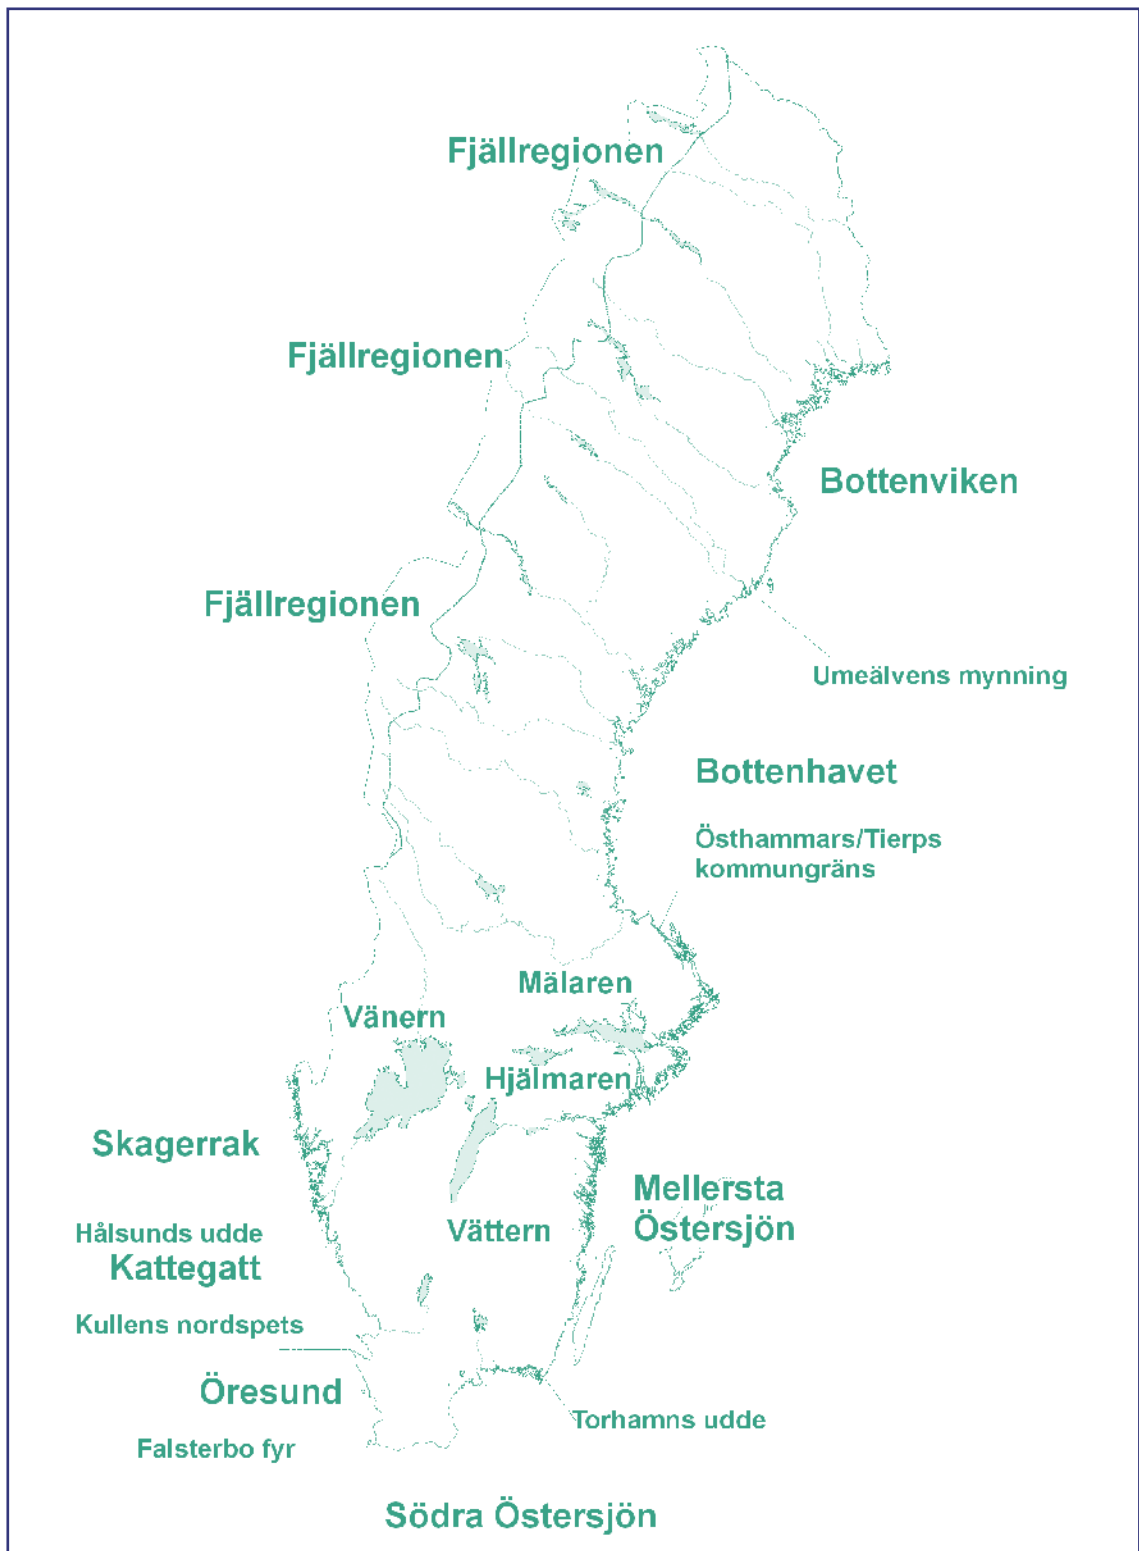 Fjällregionen
Fjällregionen
Bottenviken
Fjällregionen
Umeälvens mynning
Bottenhavet
Östhammars/Tierps
kommungräns
Mälaren
Vänern
Hjälmaren
Skagerrak
Mellersta
Östersjön
Vättern
Hålsunds udde
Kattegatt
Kullens nordspets
Öresund
Torhamns udde
Falsterbo fyr
Södra Östersjön